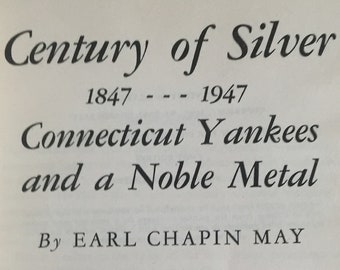 Century of Silver
1847 - - - 1947
Connecticut Yankees
and a Noble Metal
By EARL CHAPIN MAY